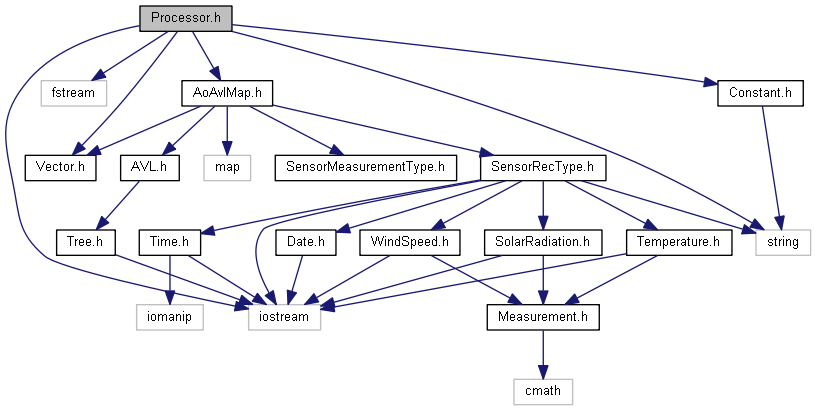 Processor.h
fstream
AoAvlMap.h
Constant.h
Vector.h
AVL.h
map
SensorMeasurementType.h
SensorRecType.h
Tree.h
Time.h
Date.h
WindSpeed.h
SolarRadiation.h
Temperature.h
string
iomanip
iostream
Measurement.h
cmath